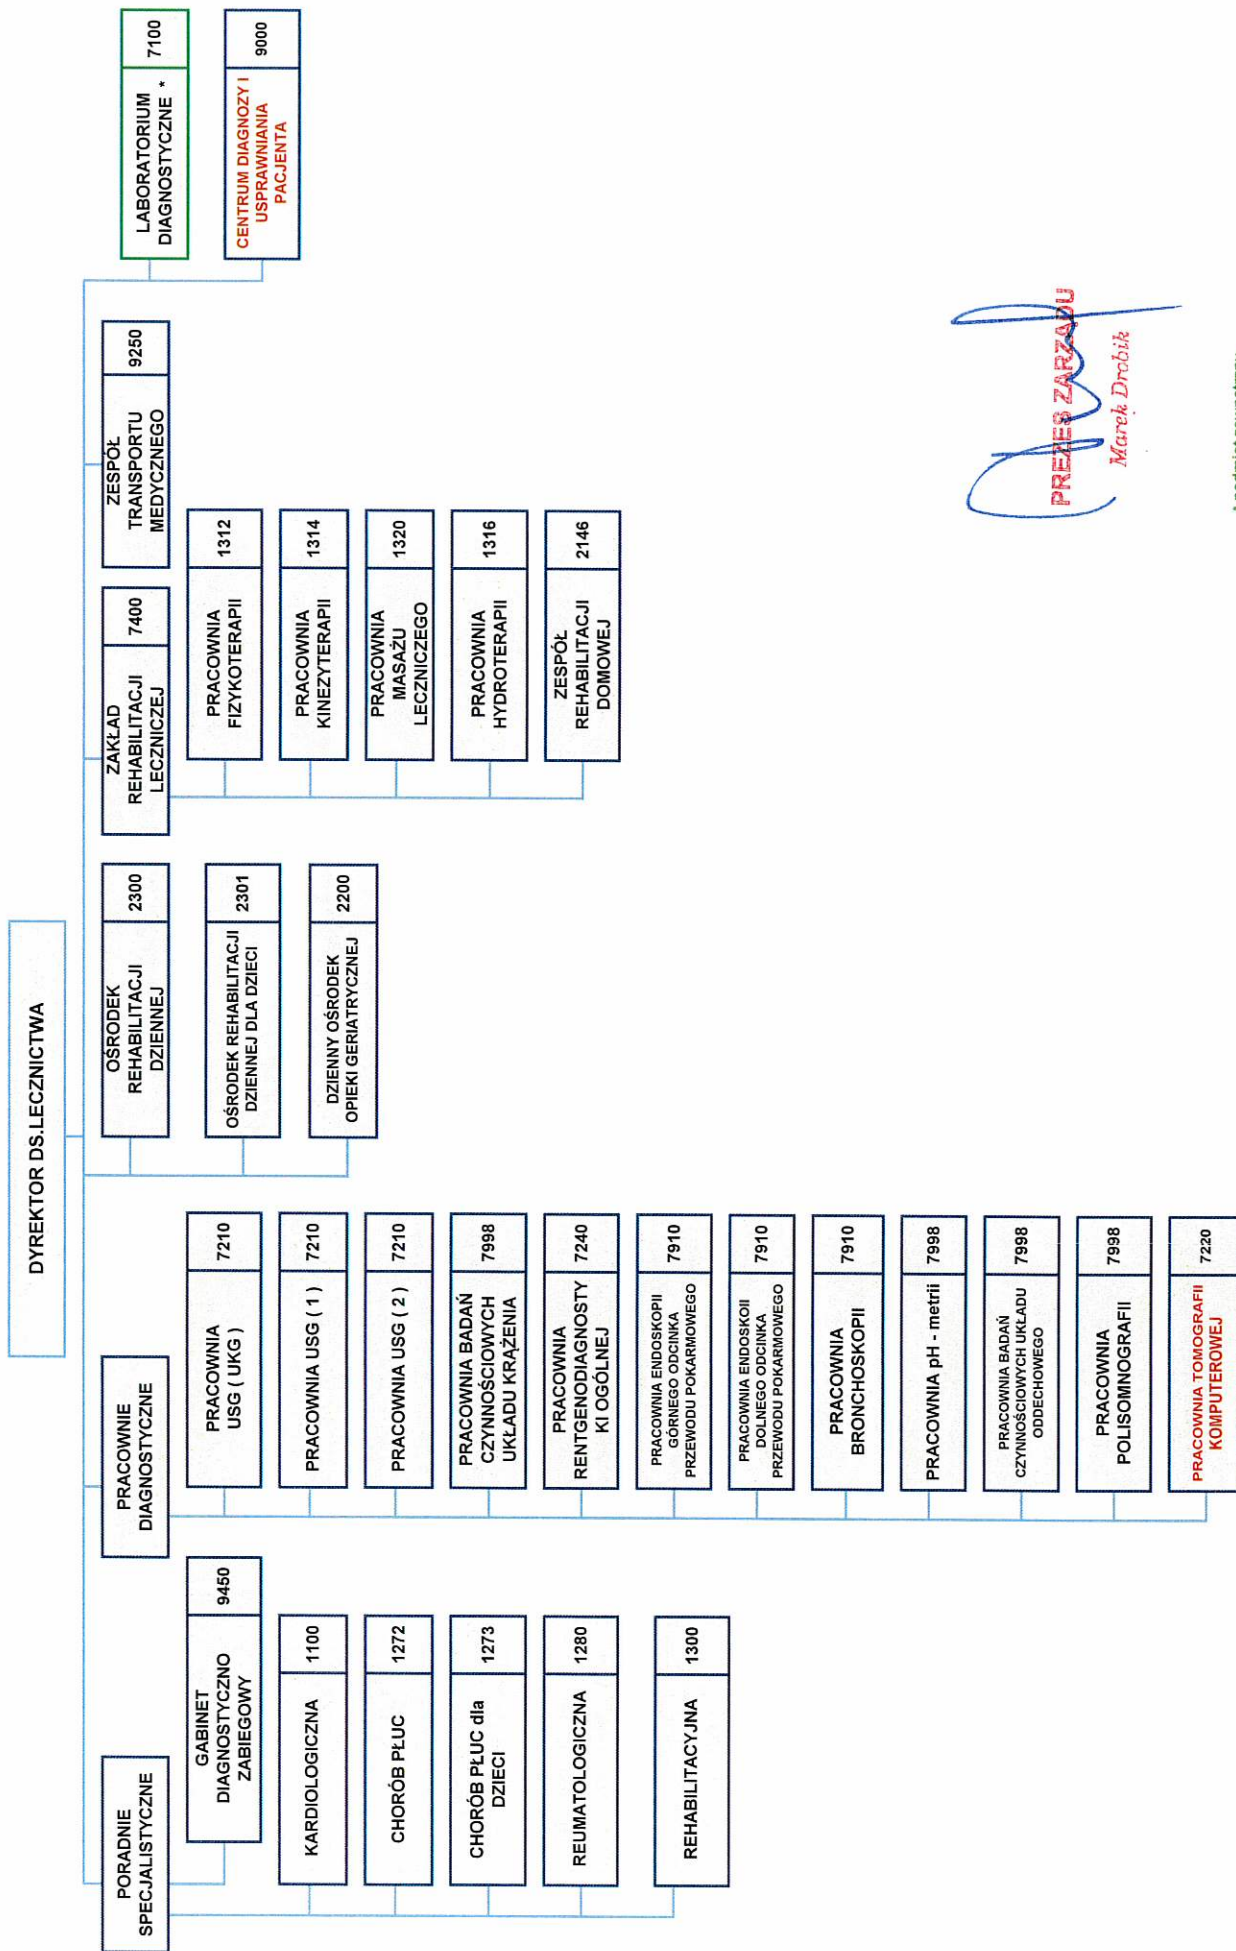 DYREKTOR DS.LECZNICTWA
PORADNIE
SPECJALISTYCZNE
GABINET
DIAGNOSTYCZNO
ZABIEGOWY
9450
KARDIOLOGICZNA
1100
CHORÓB PŁUC
1272
CHORÓB PŁUC dla
DZIECI
1273
REUMATOLOGICZNA
1280
REHABILITACYJNA
1300
PRACOWNIE
DIAGNOSTYCZNE
PRACOWNIA
USG ( UKG )
7210
PRACOWNIA USG ( 1 )
7210
PRACOWNIA USG ( 2 )
7210
PRACOWNIA BADAŃ
CZYNNOŚCIOWYCH
UKŁADU KRĄŻENIA
7998
PRACOWNIA
RENTGENODIAGNOSTY
KI OGÓLNEJ
7240
PRACOWNIA ENDOSKOPII
GÓRNEGO ODCINKA
PRZEWODU POKARMOWEGO
7910
PRACOWNIA ENDOSKOII
DOLNEGO ODCINKA
PRZEWODU POKARMOWEGO
7910
PRACOWNIA
BRONCHOSKOPII
7910
PRACOWNIA pH - metrii
7998
PRACOWNIA BADAŃ
CZYNNOŚCIOWYCH UKŁADU
ODDECHOWEGO
7998
PRACOWNIA
POLISOMNOGRAFII
7998
PRACOWNIA TOMOGRAFII
KOMPUTEROWEJ
7220
OŚRODEK
REHABILITACJI
DZIENNEJ
2300
OŚRODEK REHABILITACJI
DZIENNEJ DLA DZIECI
2301
DZIENNY OŚRODEK
OPIEKI GERIATRYCZNEJ
2200
ZAKŁAD
REHABILITACJI
LECZNICZEJ
7400
PRACOWNIA
FIZYKOTERAPII
1312
PRACOWNIA
KINEZYTERAPII
1314
PRACOWNIA
MASAŻU
LECZNICZEGO
1320
PRACOWNIA
HYDROTERAPII
1316
ZESPÓŁ
REHABILITACJI
DOMOWEJ
2146
ZESPÓŁ
TRANSPORTU
MEDYCZNEGO
9250
LABORATORIUM
DIAGNOSTYCZNE *
7100
CENTRUM DIAGNOZY I
USPRAWNIANIA
PACJENTA
9000
PREZES ZARZĄDU
Marek Drobik